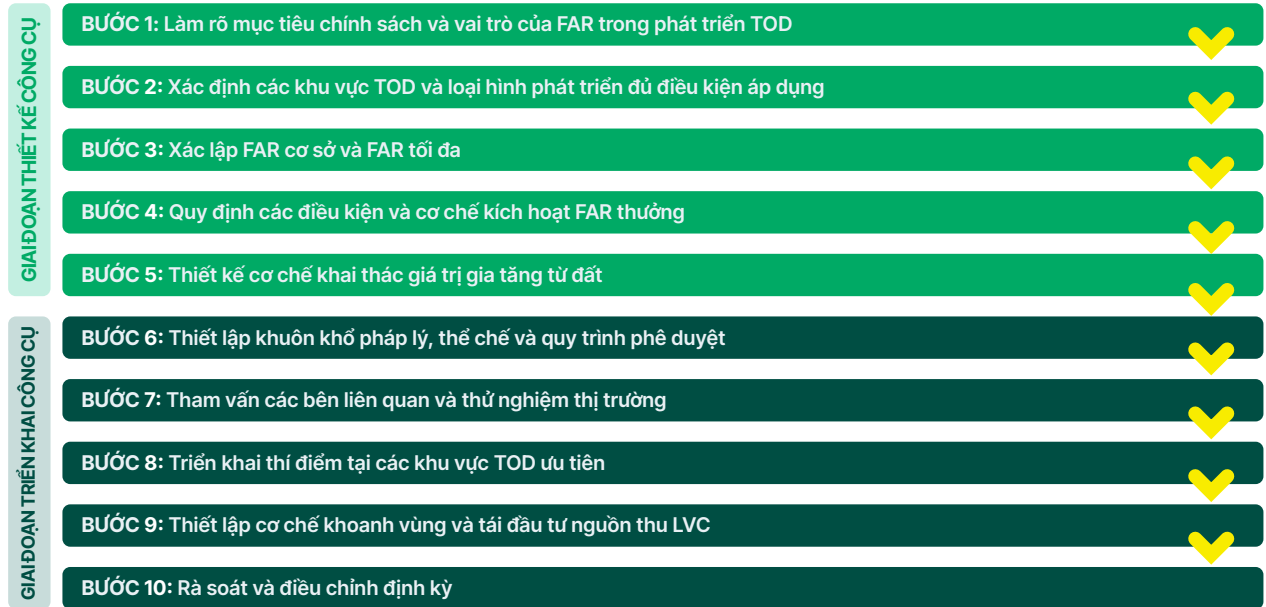 GIAI ĐOẠN THIẾT KẾ CÔNG CỤ
BƯỚC 1: Làm rõ mục tiêu chính sách và vai trò của FAR trong phát triển TOD
BƯỚC 2: Xác định các khu vực TOD và loại hình phát triển đủ điều kiện áp dụng
BƯỚC 3: Xác lập FAR cơ sở và FAR tối đa
BƯỚC 4: Quy định các điều kiện và cơ chế kích hoạt FAR thưởng
BƯỚC 5: Thiết kế cơ chế khai thác giá trị gia tăng từ đất
GIAI ĐOẠN TRIỂN KHAI CÔNG CỤ
BƯỚC 6: Thiết lập khuôn khổ pháp lý, thể chế và quy trình phê duyệt
BƯỚC 7: Tham vấn các bên liên quan và thử nghiệm thị trường
BƯỚC 8: Triển khai thí điểm tại các khu vực TOD ưu tiên
BƯỚC 9: Thiết lập cơ chế khoanh vùng và tái đầu tư nguồn thu LVC
BƯỚC 10: Rà soát và điều chỉnh định kỳ